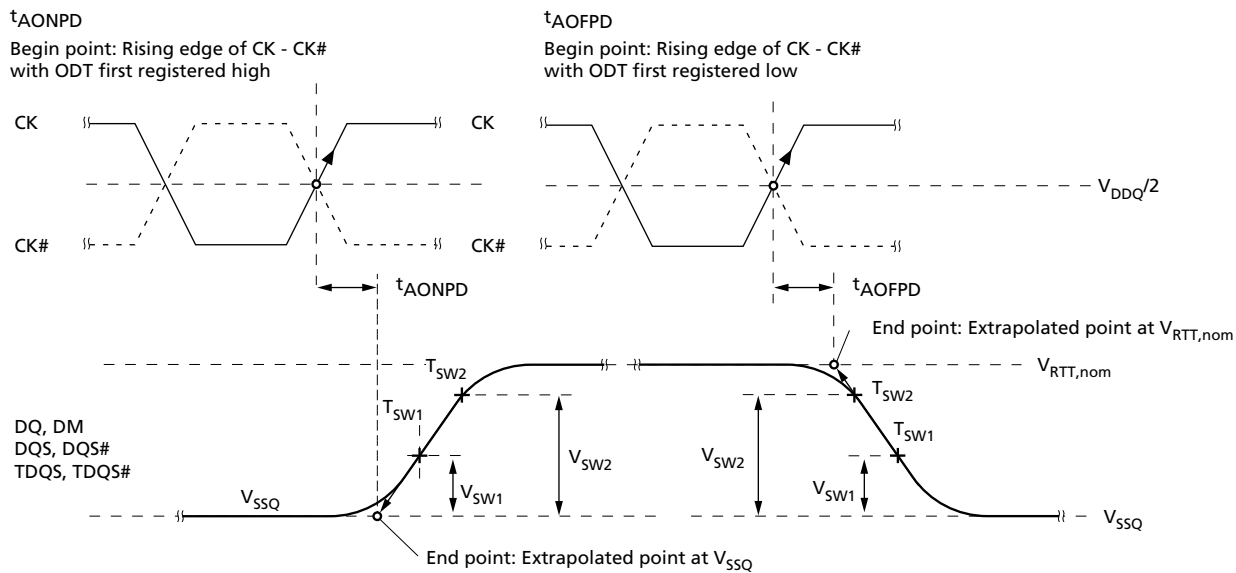 tAONPD
Begin point: Rising edge of CK - CK#
with ODT first registered high
tAOFPD
Begin point: Rising edge of CK - CK#
with ODT first registered low
CK
CK
VDDQ/2
CK#
CK#
tAONPD
tAOFPD
End point: Extrapolated point at VRTT,nom
VRTT,nom
TSW2
TSW2
TSW1
TSW1
DQ, DM
DQS, DQS#
TDQS, TDQS#
VSW2
VSW2
VSW1
VSW1
VSSQ
VSSQ
End point: Extrapolated point at VSSQ